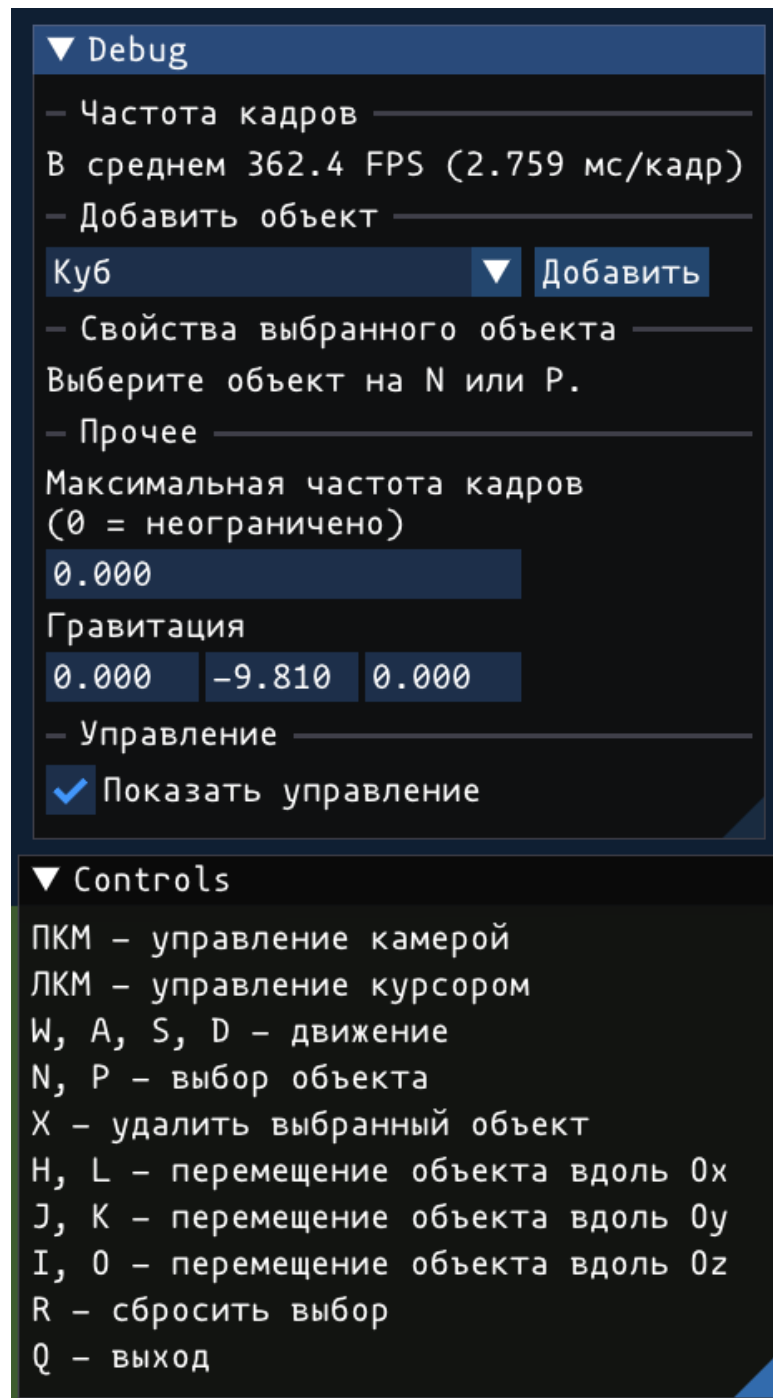 Debug
Частота кадров
В среднем 362.4 FPS (2.759 мс/кадр)
Добавить объект
Куб Добавить
Свойства выбранного объекта
Выберите объект на N или P.
Прочее
Максимальная частота кадров
(0 = неограничено)
0.000
Гравитация
0.000 -9.810 0.000
Управление
Показать управление
Controls
ПКМ – управление камерой
ЛКМ – управление курсором
W, A, S, D – движение
N, P – выбор объекта
X – удалить выбранный объект
H, L – перемещение объекта вдоль Ox
J, K – перемещение объекта вдоль Oy
I, O – перемещение объекта вдоль Oz
R – сбросить выбор
Q – выход